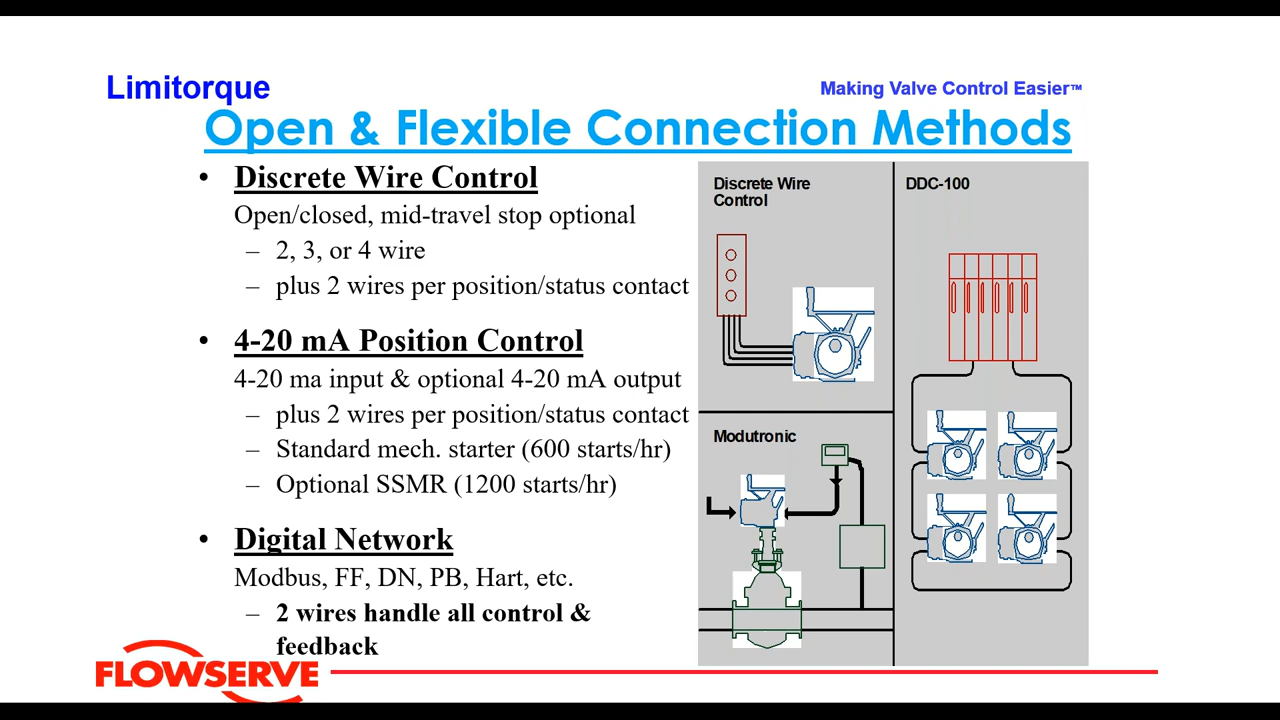 Limitorque
Making Valve Control Easier™
Open & Flexible Connection Methods
• Discrete Wire Control
Open/closed, mid-travel stop optional
– 2, 3, or 4 wire
– plus 2 wires per position/status contact
• 4-20 mA Position Control
4-20 ma input & optional 4-20 mA output
– plus 2 wires per position/status contact
– Standard mech. starter (600 starts/hr)
– Optional SSMR (1200 starts/hr)
• Digital Network
Modbus, FF, DN, PB, Hart, etc.
– 2 wires handle all control &
feedback
Discrete Wire
Control
DDC-100
Modutronic
FLOWSERVE